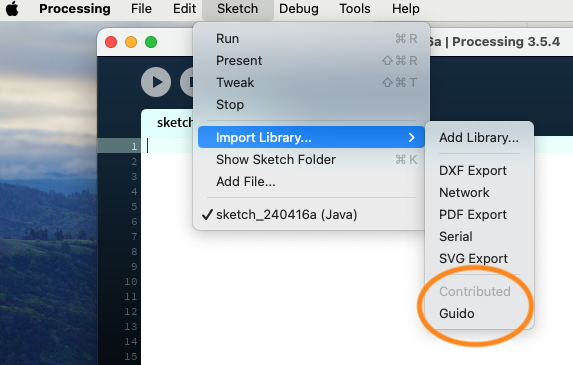 Processing File Edit Sketch Debug Tools Help
6a | Processing 3.5.4
Run ⌘ R
Present ⇧ ⌘ R
Tweak ⇧ ⌘ T
Stop
sketch
Import Library... >
Add Library...
1
Show Sketch Folder ⌘ K
2
DXF Export
3
Add File...
4
Network
5
✓ sketch_240416a (Java)
PDF Export
6
7
Serial
8
SVG Export
9
10
Contributed
11
12
Guido
13
14
15